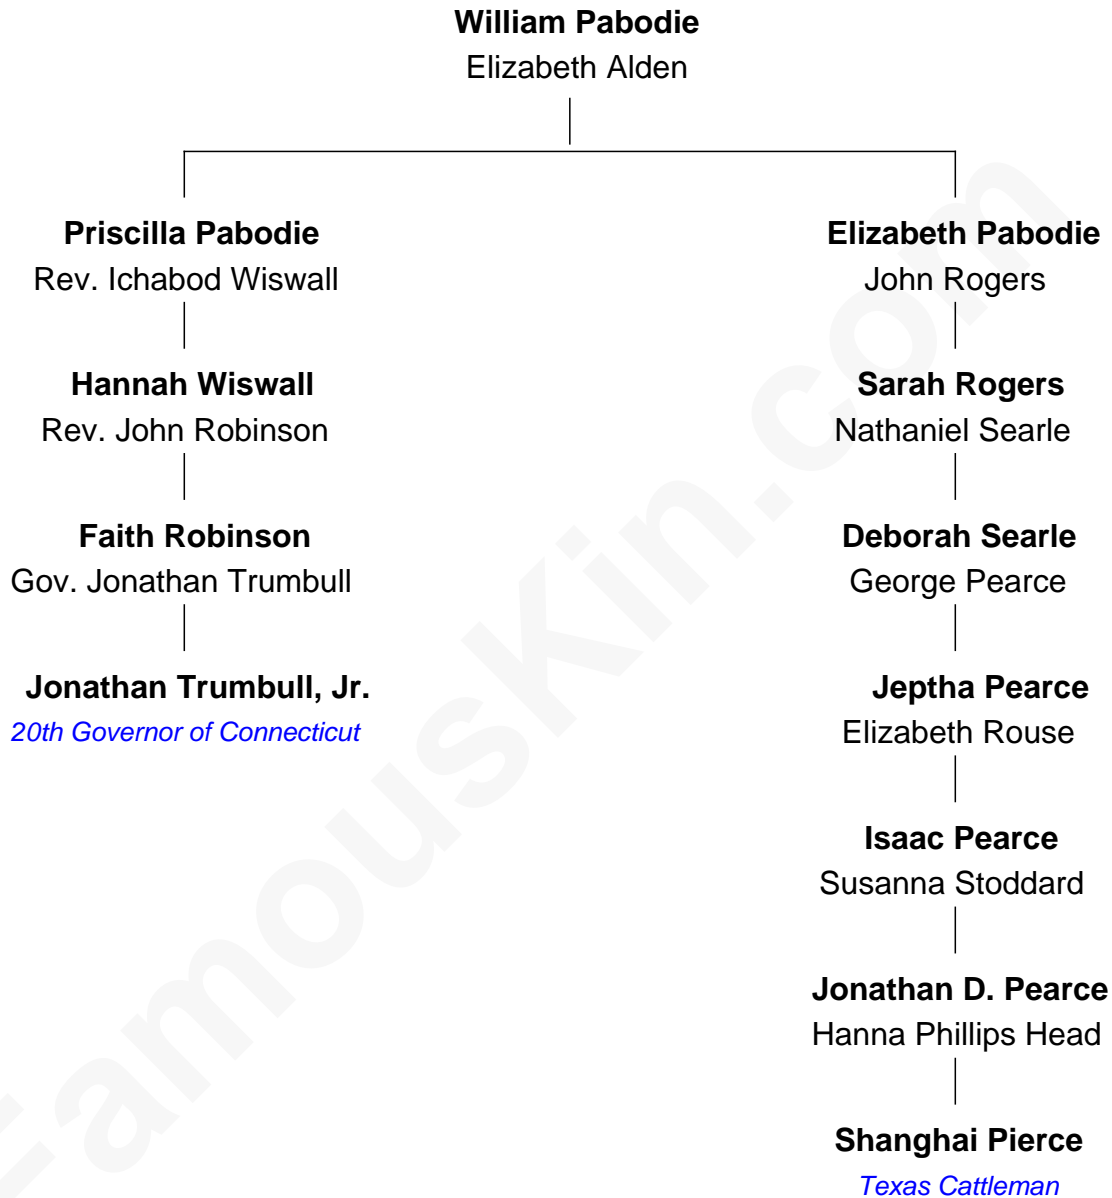 William Pabodie
Elizabeth Alden
Priscilla Pabodie
Rev. Ichabod Wiswall
Hannah Wiswall
Rev. John Robinson
Faith Robinson
Gov. Jonathan Trumbull
Jonathan Trumbull, Jr.
20th Governor of Connecticut
Elizabeth Pabodie
John Rogers
Sarah Rogers
Nathaniel Searle
Deborah Searle
George Pearce
Jeptha Pearce
Elizabeth Rouse
Isaac Pearce
Susanna Stoddard
Jonathan D. Pearce
Hanna Phillips Head
Shanghai Pierce
Texas Cattleman
FamousKin.com